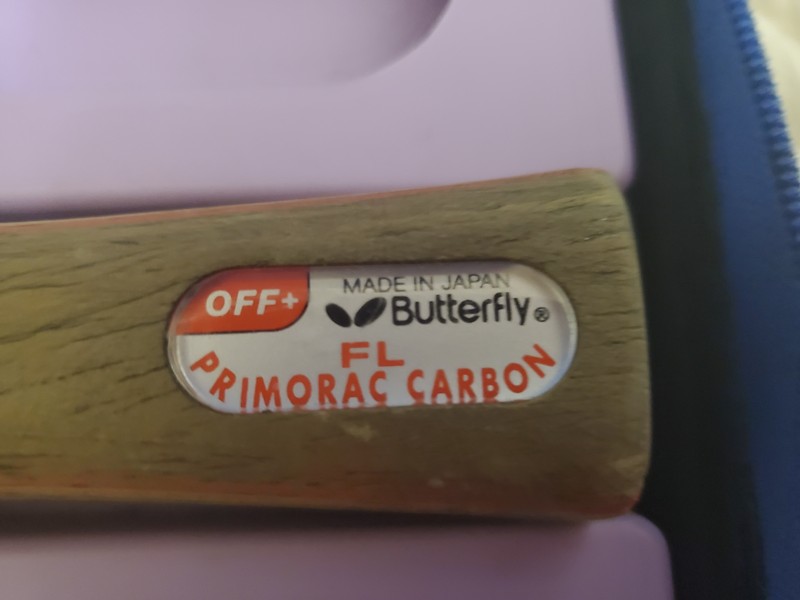 OFF+
MADE IN JAPAN
Butterfly®
FL
PRIMORAC CARBON